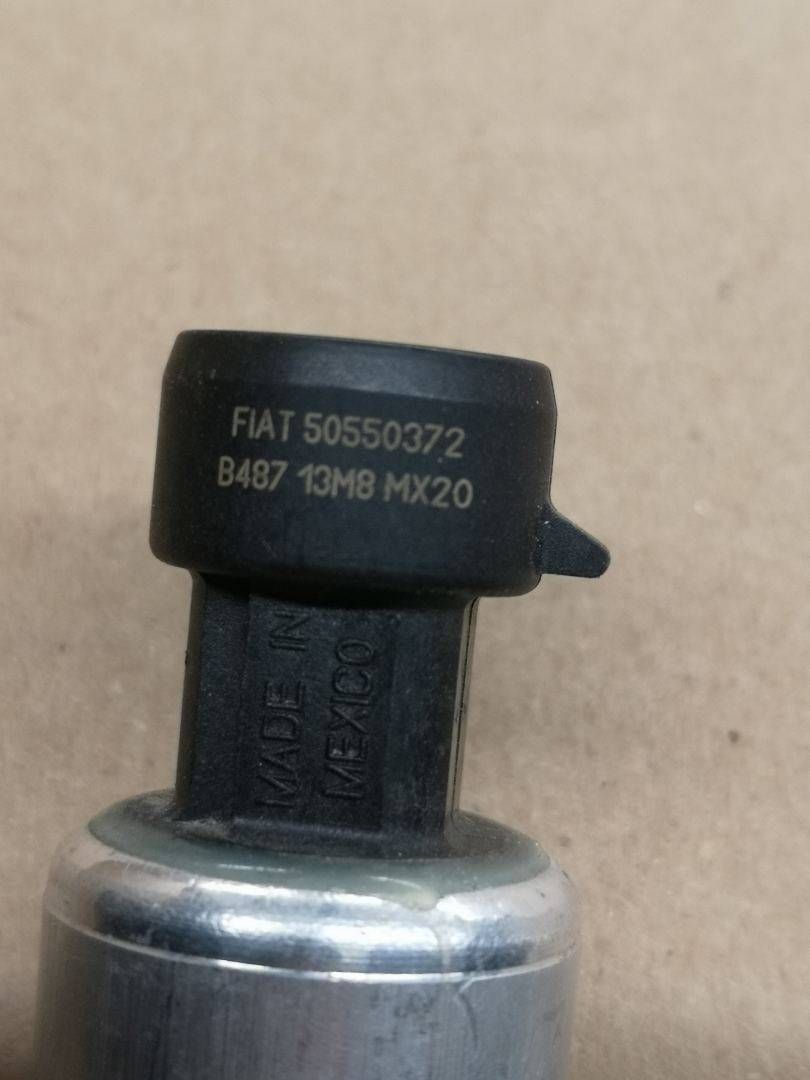 FIAT 50550372
B487 13M8 MX20
MADE IN
MEXICO